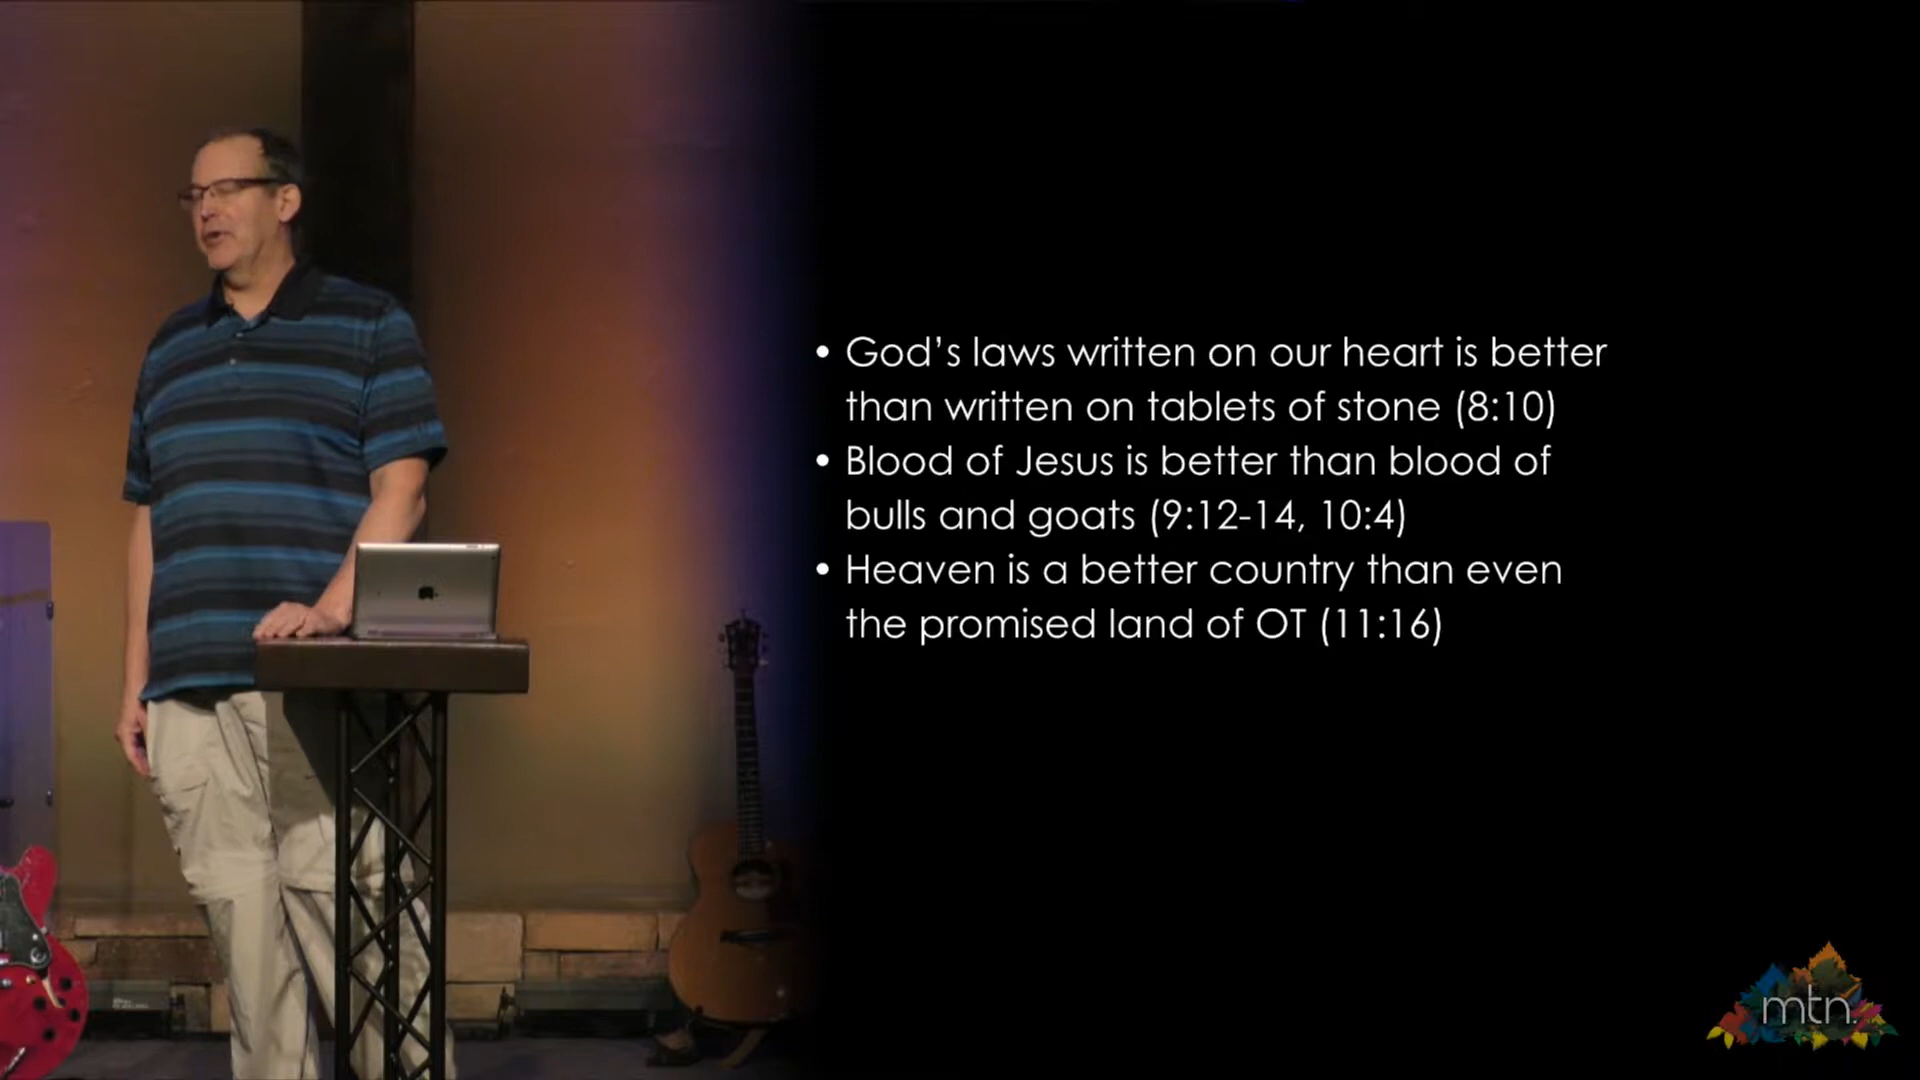 • God's laws written on our heart is better
than written on tablets of stone (8:10)
• Blood of Jesus is better than blood of
bulls and goats (9:12-14, 10:4)
• Heaven is a better country than even
the promised land of OT (11:16)
mtn.